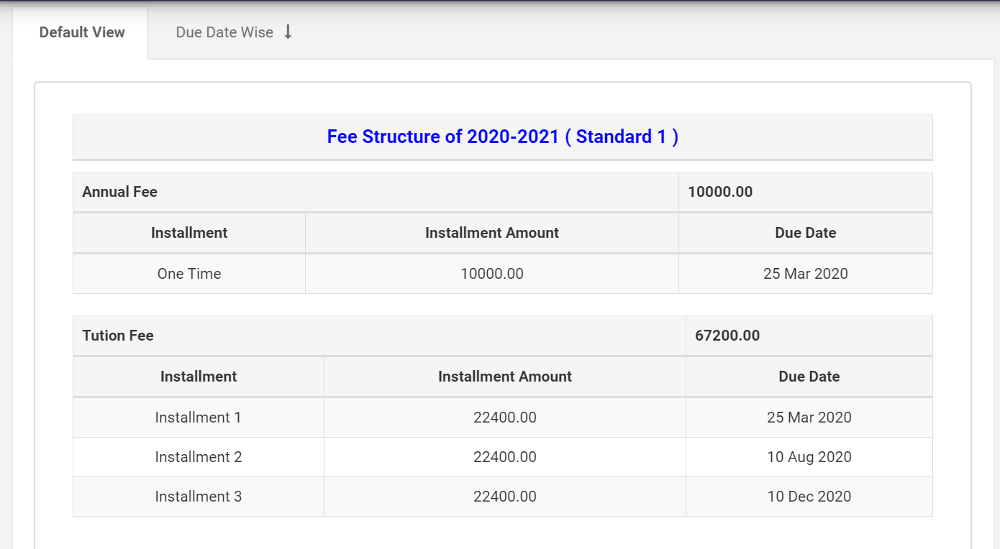 Default View Due Date Wise
Fee Structure of 2020-2021 ( Standard 1 )
Annual Fee 10000.00
Installment Installment Amount Due Date
One Time 10000.00 25 Mar 2020
Tution Fee 67200.00
Installment Installment Amount Due Date
Installment 1 22400.00 25 Mar 2020
Installment 2 22400.00 10 Aug 2020
Installment 3 22400.00 10 Dec 2020